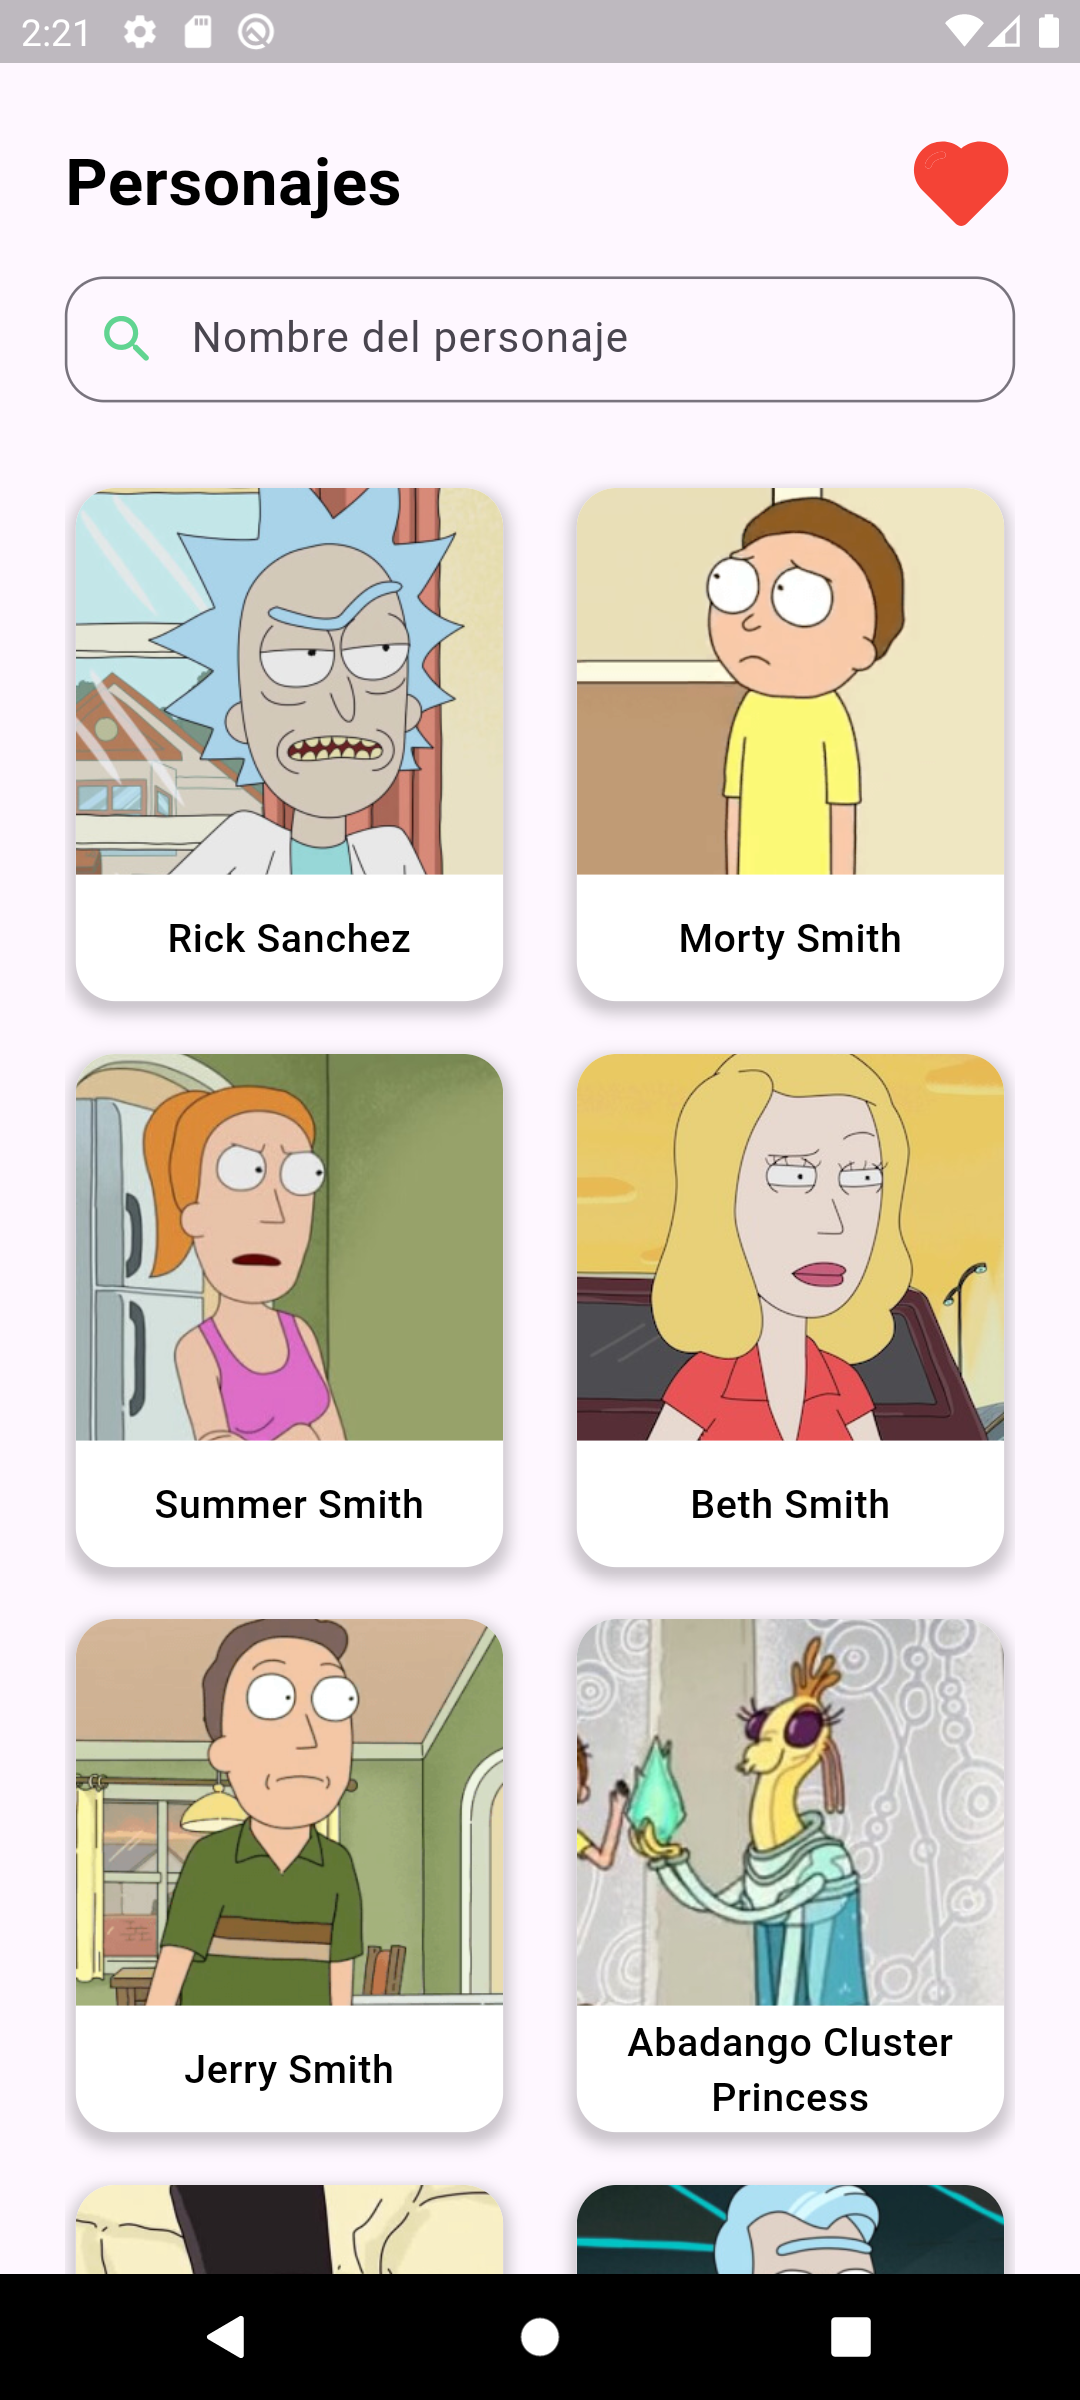 2:21
Personajes
Nombre del personaje
Rick Sanchez
Morty Smith
Summer Smith
Beth Smith
Jerry Smith
Abadango Cluster
Princess